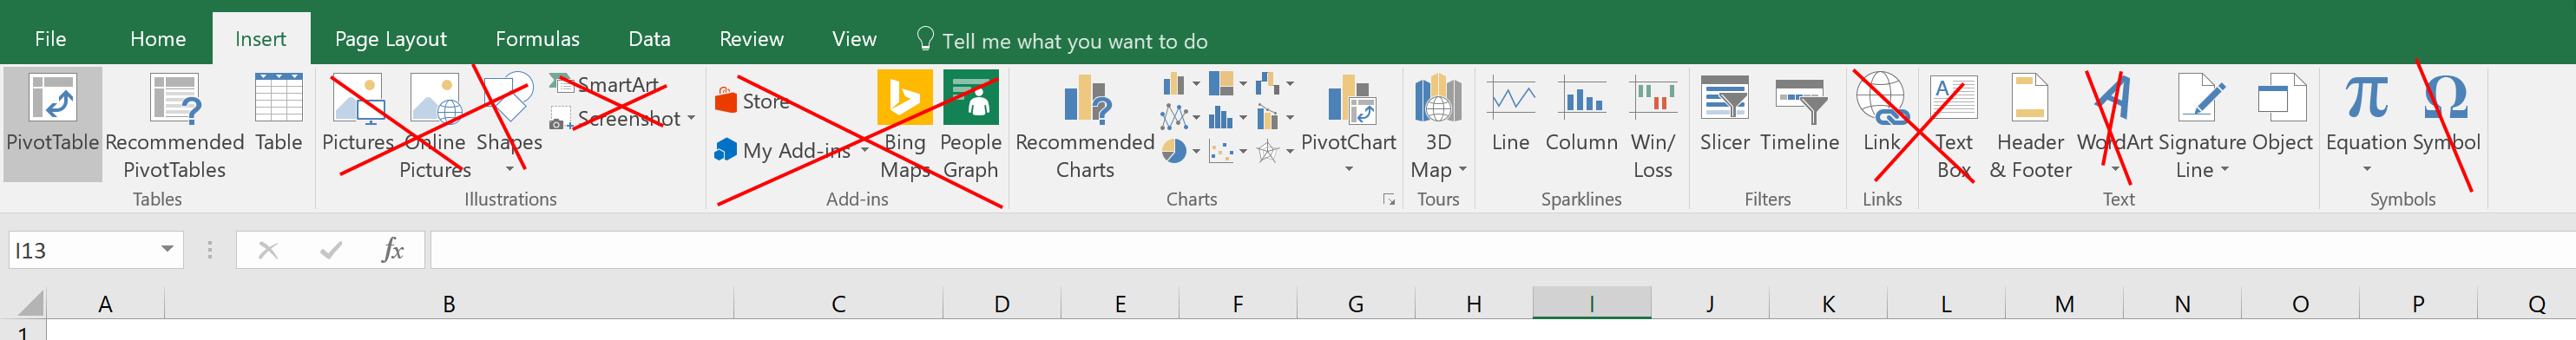 File Home Insert Page Layout Formulas Data Review View Tell me what you want to do
PivotTable
Recommended
PivotTables
Table
Tables
Pictures
Online
Pictures
Shapes
SmartArt
Screenshot
Illustrations
Store
My Add-ins
Bing
Maps
People
Graph
Add-ins
Recommended
Charts
PivotChart
Charts
3D
Map
Tours
Line
Column
Win/
Loss
Sparklines
Slicer
Timeline
Filters
Link
Links
Text
Box
Header
& Footer
WordArt
Signature
Line
Object
Text
Equation
Symbol
Symbols
I13 fx
A B C D E F G H I J K L M N O P Q
1